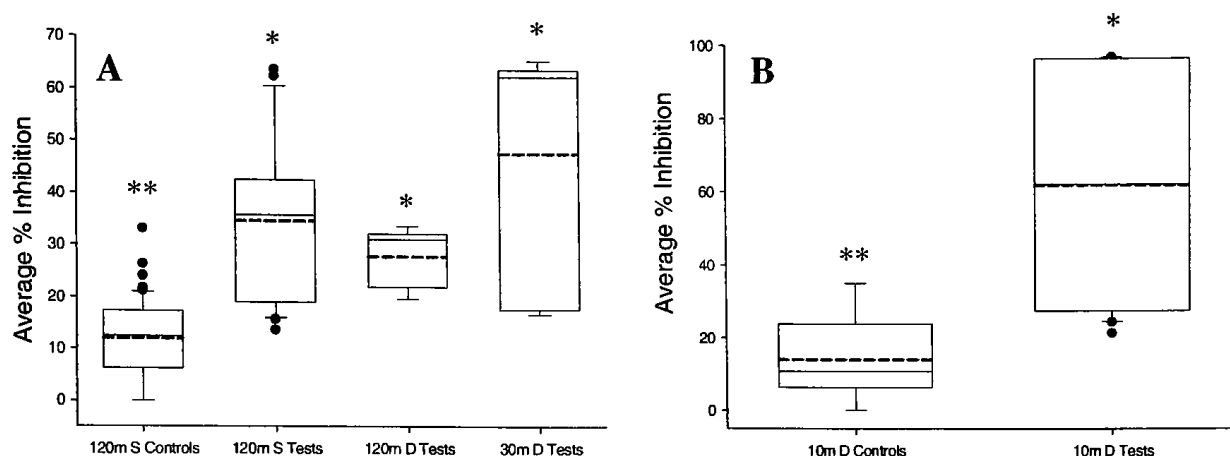 A
Average % Inhibition
70
60
50
40
30
20
10
0
**
*
*
*
120m S Controls
120m S Tests
120m D Tests
30m D Tests
B
Average % Inhibition
100
80
60
40
20
0
**
*
10m D Controls
10m D Tests